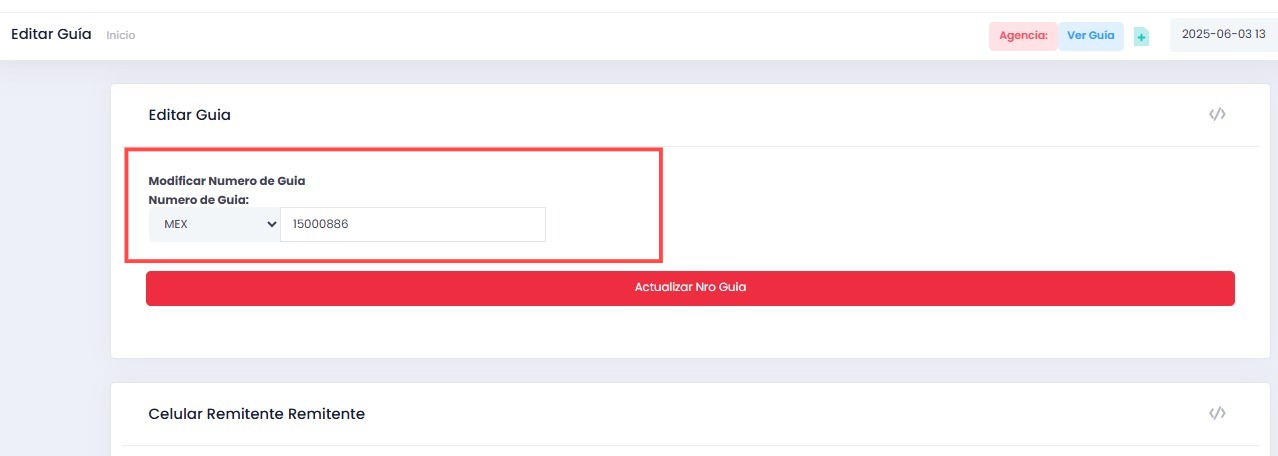 Editar Guía Inicio Agencia: Ver Guía 2025-06-03 13
Editar Guia
Modificar Numero de Guia
Numero de Guia:
MEX 15000886
Actualizar Nro Guia
Celular Remitente Remitente